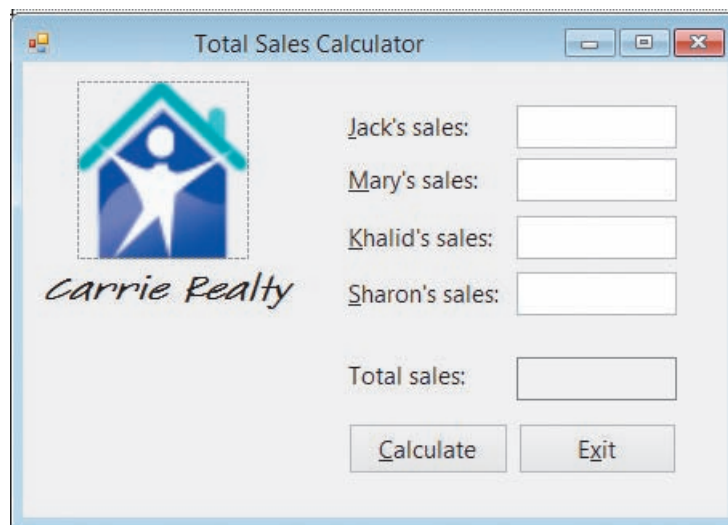 Total Sales Calculator
Jack's sales:
Mary's sales:
Khalid's sales:
Sharon's sales:
Carrie Realty
Total sales:
Calculate
Exit